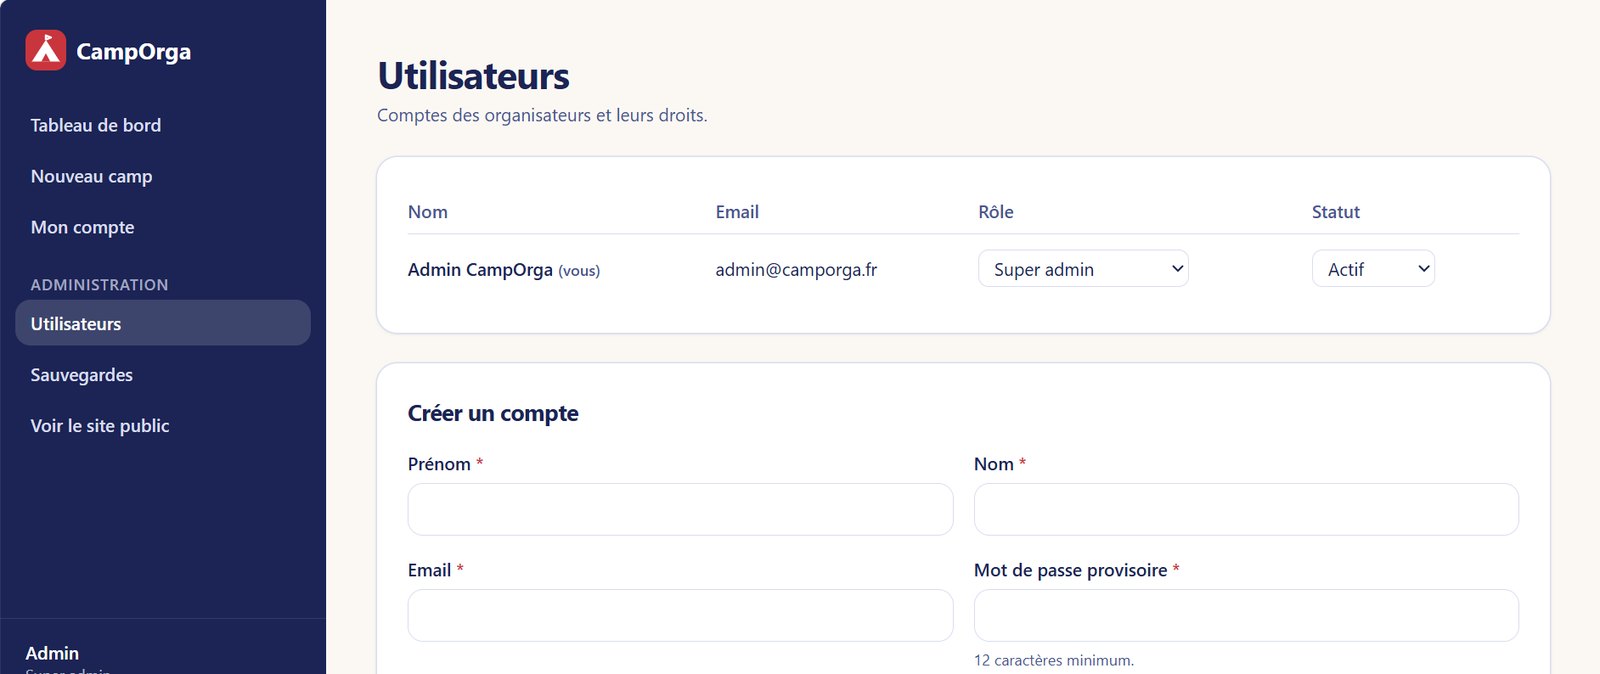 CampOrga
Tableau de bord
Nouveau camp
Mon compte
ADMINISTRATION
Utilisateurs
Sauvegardes
Voir le site public
Admin
Utilisateurs
Comptes des organisateurs et leurs droits.
Nom Email Rôle Statut
Admin CampOrga (vous) admin@camporga.fr Super admin Actif
Créer un compte
Prénom * Nom *
Email * Mot de passe provisoire *
12 caractères minimum.